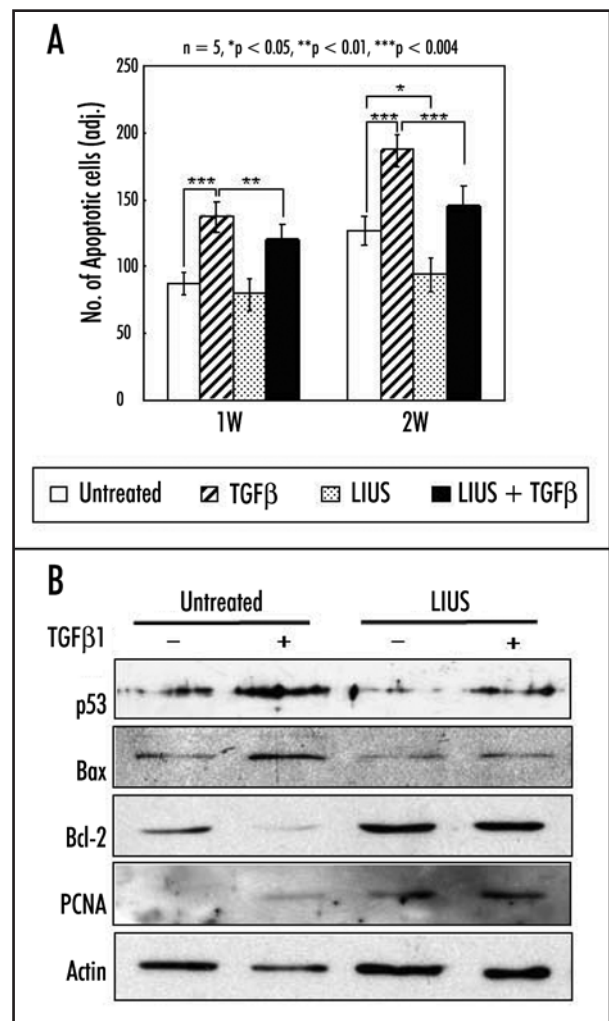 A
n = 5, *p < 0.05, **p < 0.01, ***p < 0.004
No. of Apoptotic cells (adj.)
250
200
150
100
50
0
***
**
*
***
***
1W
2W
Untreated
TGFβ
LIUS
LIUS + TGFβ
B
Untreated
LIUS
TGFβ1 − + − +
p53
Bax
Bcl-2
PCNA
Actin